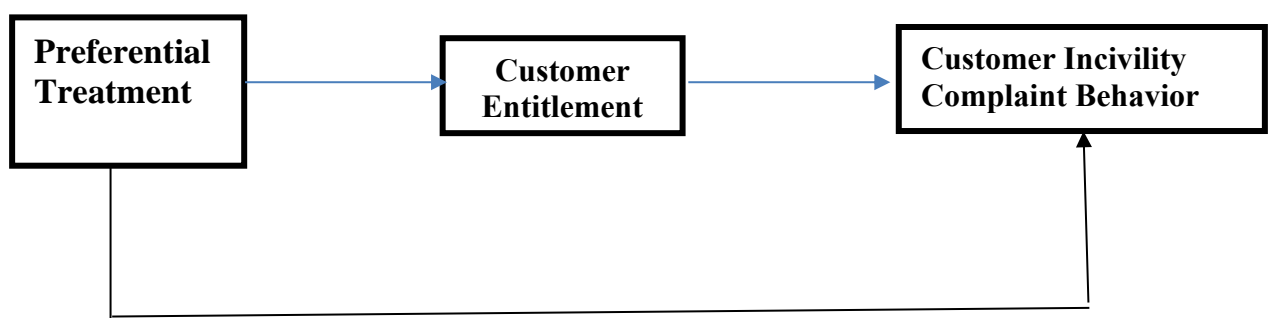 Preferential
Treatment
Customer
Entitlement
Customer Incivility
Complaint Behavior